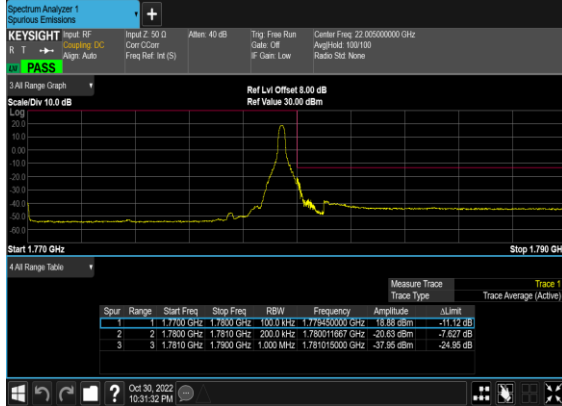 Spectrum Analyzer 1
Spurious Emissions
+
KEYSIGHT Input: RF Input Z: 50 Ω Atten: 40 dB Trig: Free Run Center Freq: 22.005000000 GHz
R T Coupling: DC Corr CCorr Gate: Off Avg|Hold: 100/100
Align: Auto Freq Ref: Int (S) IF Gain: Low Radio Std: None
PASS
3 All Range Graph
Ref Lvl Offset 8.00 dB
Scale/Div 10.0 dB Ref Value 30.00 dBm
Log
20.0
10.0
0.00
-10.0
-20.0
-30.0
-40.0
-50.0
-60.0
Start 1.770 GHz Stop 1.790 GH
4 All Range Table
Measure Trace Trace 1
Trace Type Trace Average (Active)
Spur Range Start Freq Stop Freq RBW Frequency Amplitude ΔLimit
1 1 1.7700 GHz 1.7800 GHz 100.0 kHz 1.779450000 GHz 18.88 dBm -11.12 dB
2 2 1.7800 GHz 1.7810 GHz 200.0 kHz 1.780011667 GHz -20.63 dBm -7.627 dB
3 3 1.7810 GHz 1.7900 GHz 1.000 MHz 1.781015000 GHz -37.95 dBm -24.95 dB
? Oct 30, 2022
10:31:32 PM